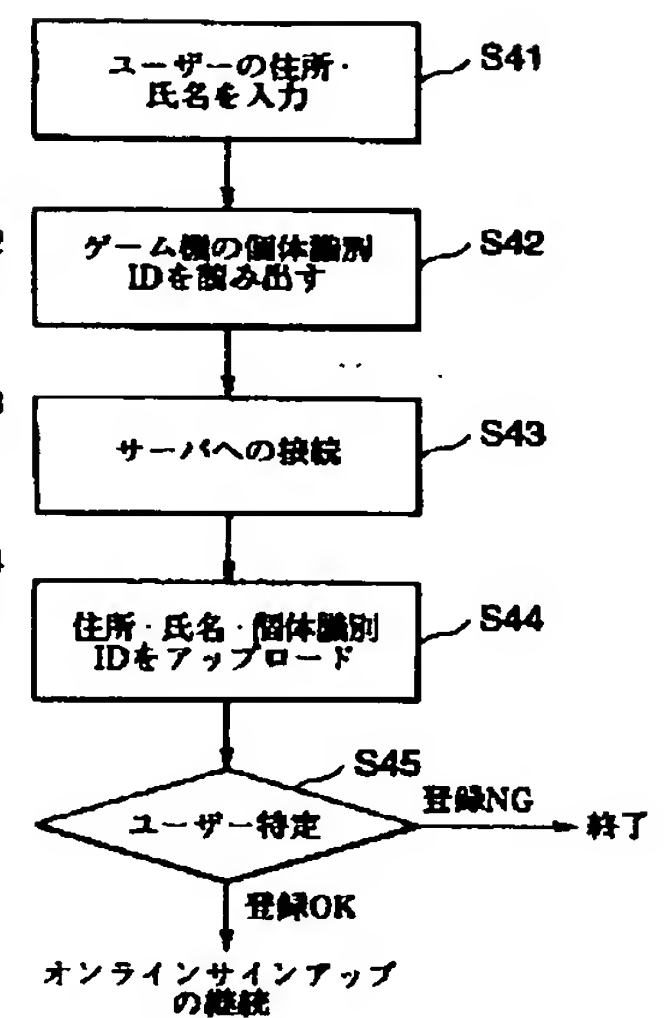 ユーザーの住所・
氏名を入力
S41
ゲーム機の個体識別
IDを読み出す
S42
サーバへの接続
S43
住所・氏名・個体識別
IDをアップロード
S44
S45
ユーザー特定
登録NG
終了
登録OK
オンラインサインアップ
の継続